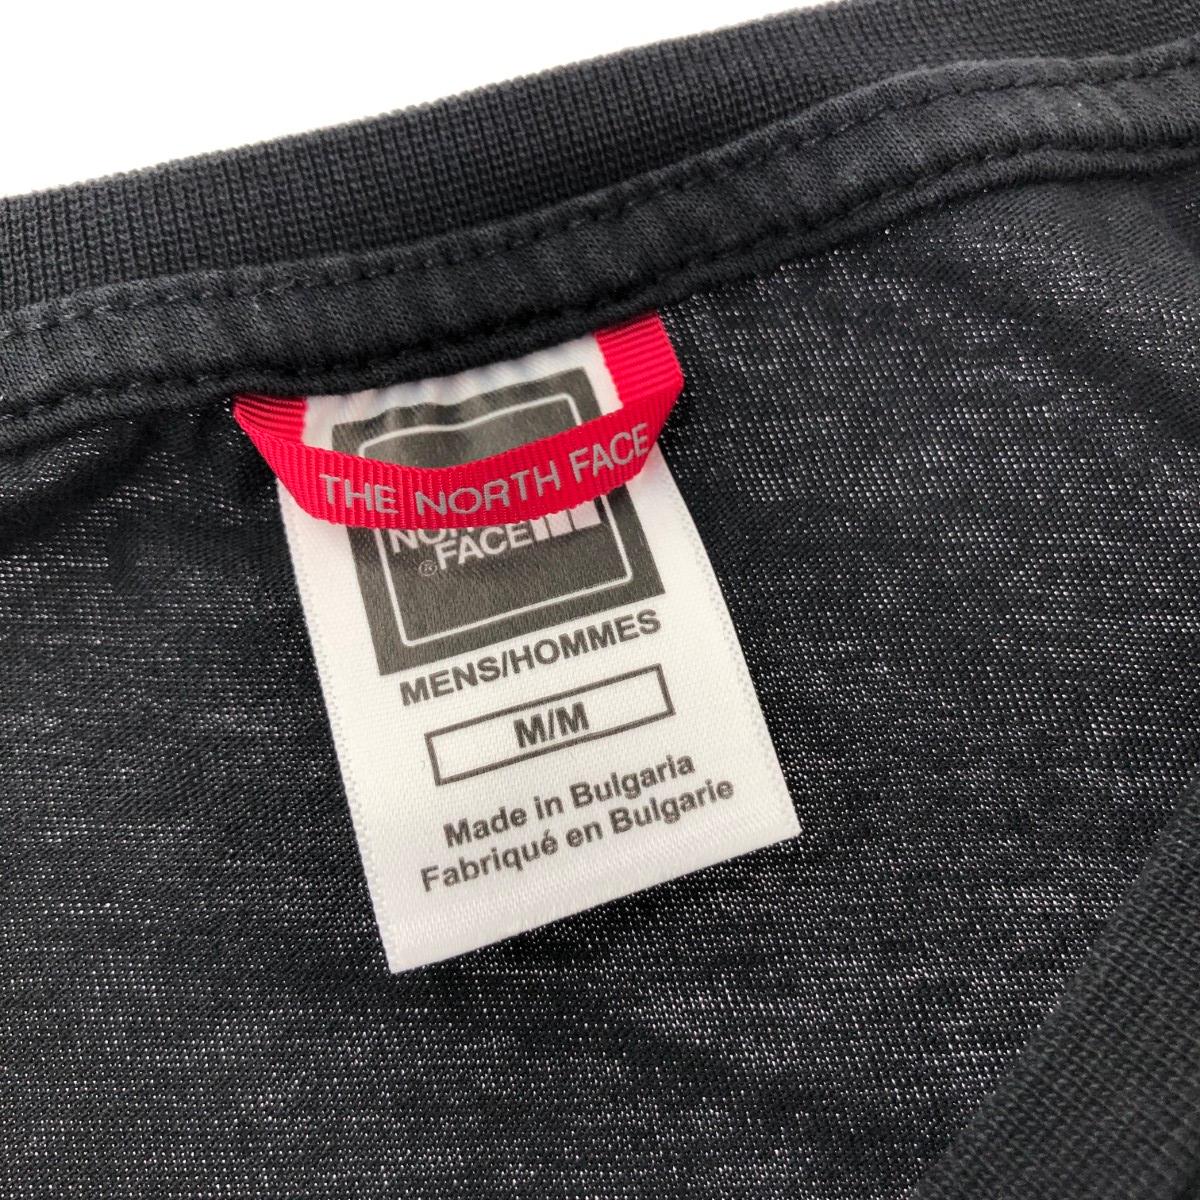 THE NORTH FACE
FACE
®
MENS/HOMMES
M/M
Made in Bulgaria
Fabriqué en Bulgarie